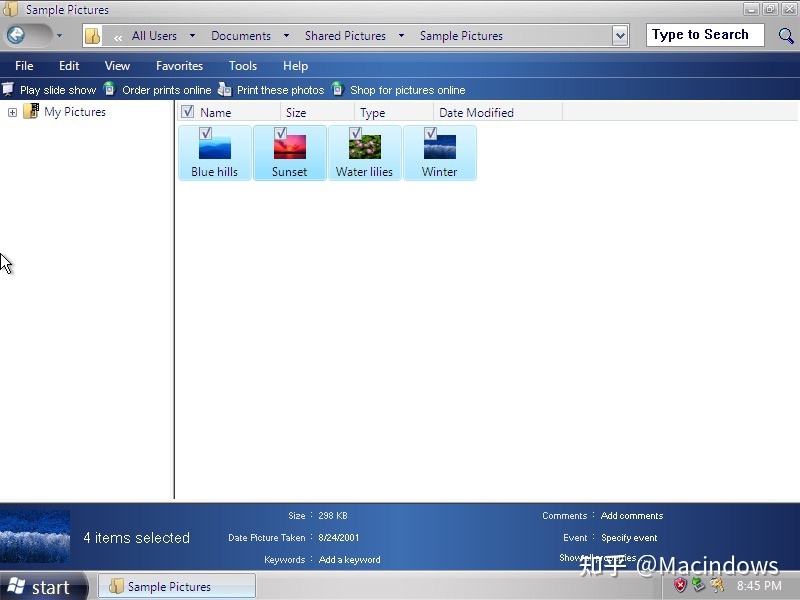 Sample Pictures
« All Users Documents Shared Pictures Sample Pictures Type to Search
File Edit View Favorites Tools Help
Play slide show Order prints online Print these photos Shop for pictures online
My Pictures
Name Size Type Date Modified
Blue hills Sunset Water lilies Winter
4 items selected
Size : 298 KB
Date Picture Taken : 8/24/2001
Keywords : Add a keyword
Comments : Add comments
Event : Specify event
Show all properties...
知乎 @Macindows
start Sample Pictures 8:45 PM